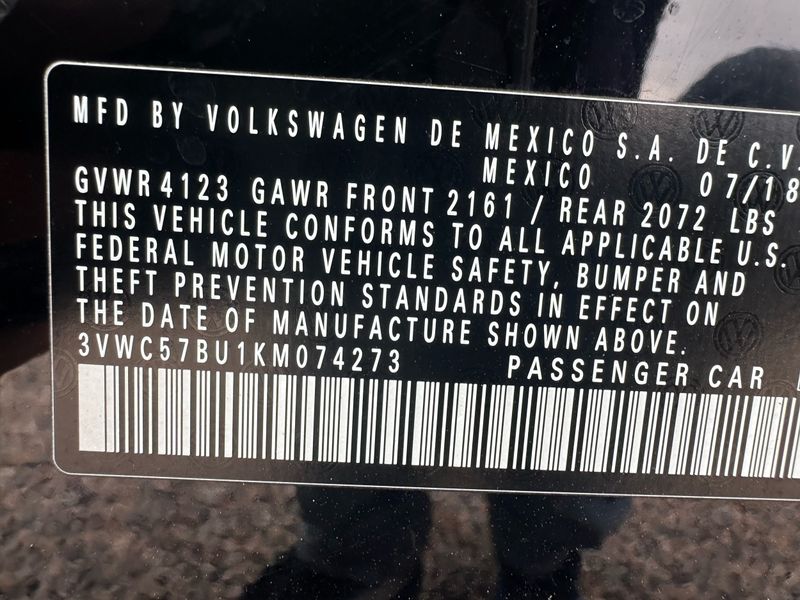 MFD BY VOLKSWAGEN DE MEXICO S.A. DE C.V.
MEXICO 07/18
GVWR 4123 GAWR FRONT 2161 / REAR 2072 LBS
THIS VEHICLE CONFORMS TO ALL APPLICABLE U.S.
FEDERAL MOTOR VEHICLE SAFETY, BUMPER AND
THEFT PREVENTION STANDARDS IN EFFECT ON
THE DATE OF MANUFACTURE SHOWN ABOVE.
3VWC57BU1KM074273 PASSENGER CAR